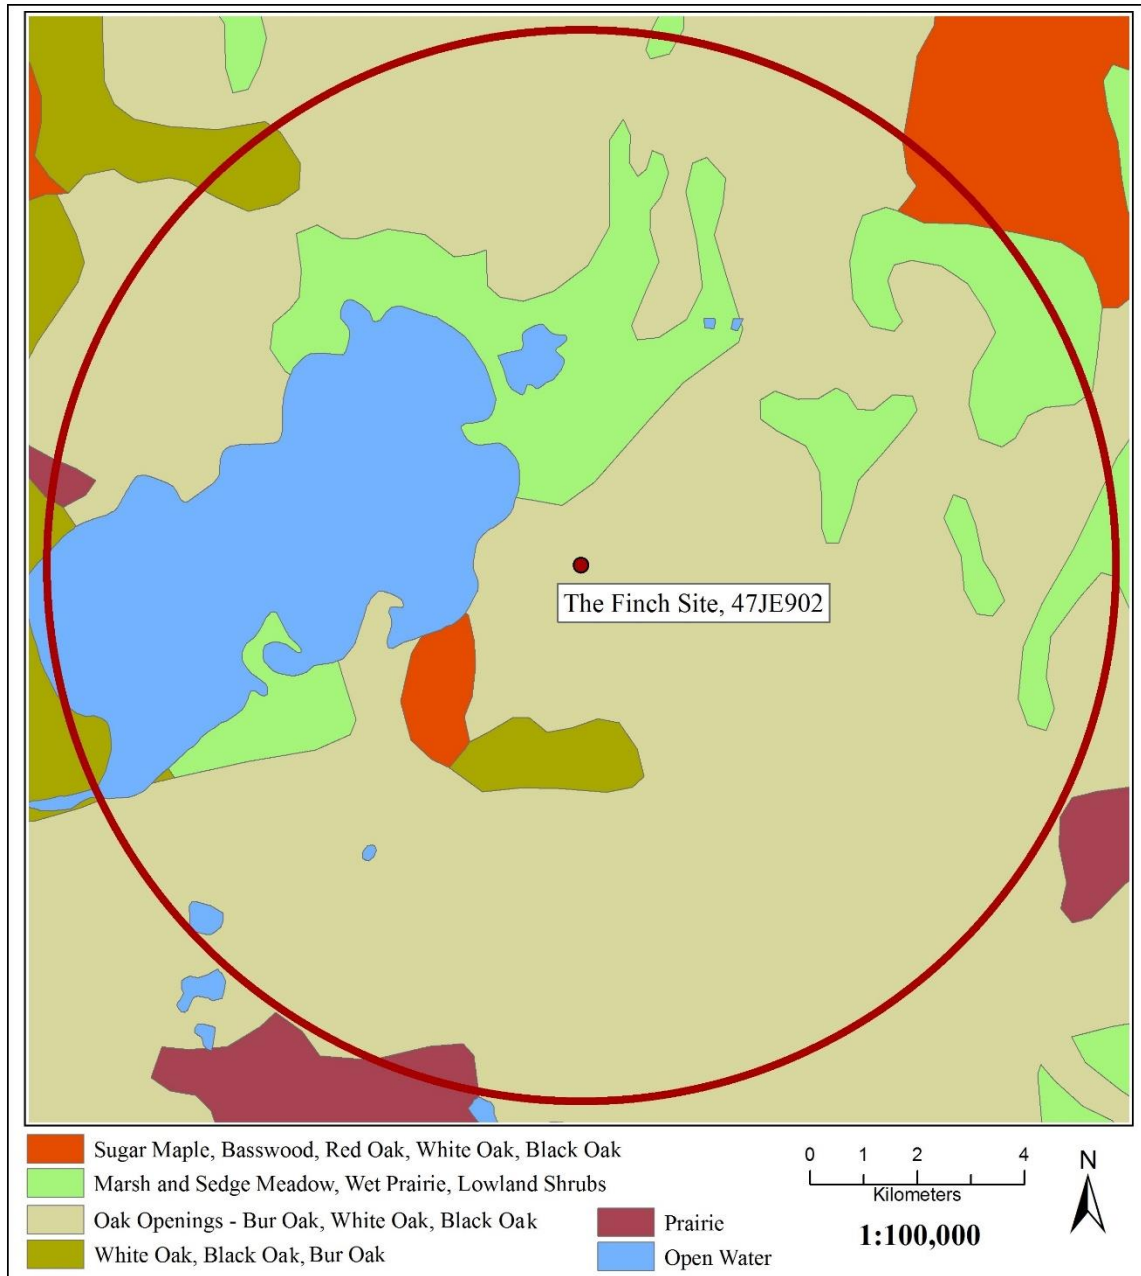 The Finch Site, 47JE902
Sugar Maple, Basswood, Red Oak, White Oak, Black Oak
Marsh and Sedge Meadow, Wet Prairie, Lowland Shrubs
Oak Openings - Bur Oak, White Oak, Black Oak
White Oak, Black Oak, Bur Oak
Prairie
Open Water
0 1 2 4
Kilometers
1:100,000
N